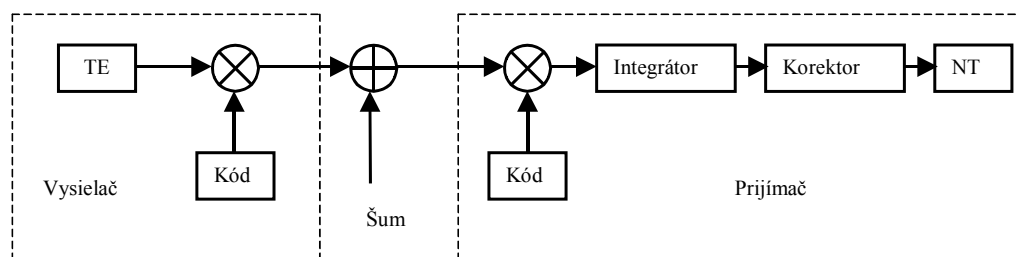 TE
Integrátor
Korektor
NT
Kód
Kód
Vysielač
Prijímač
Šum